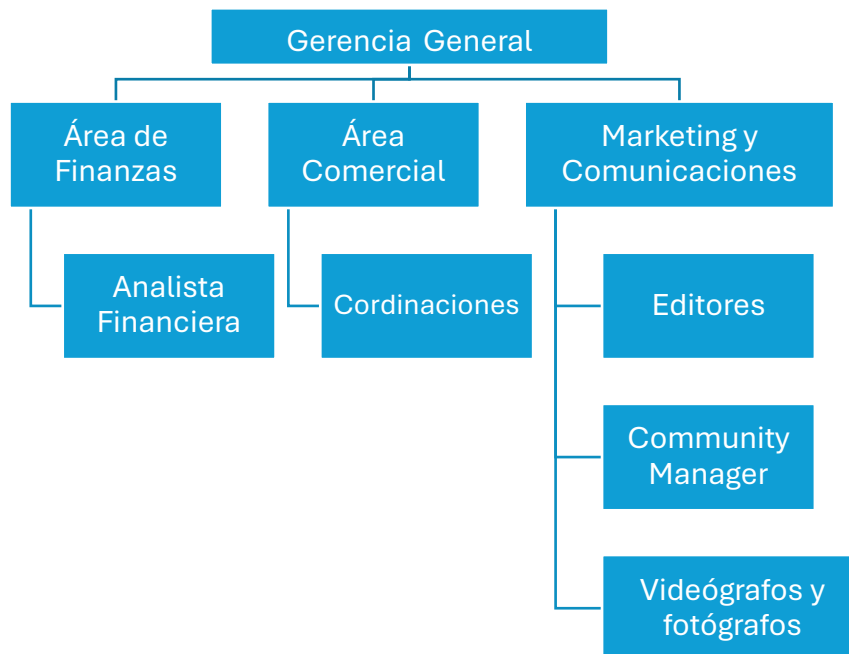 Gerencia General
Área de
Finanzas
Área
Comercial
Marketing y
Comunicaciones
Analista
Financiera
Cordinaciones
Editores
Community
Manager
Videógrafos y
fotógrafos